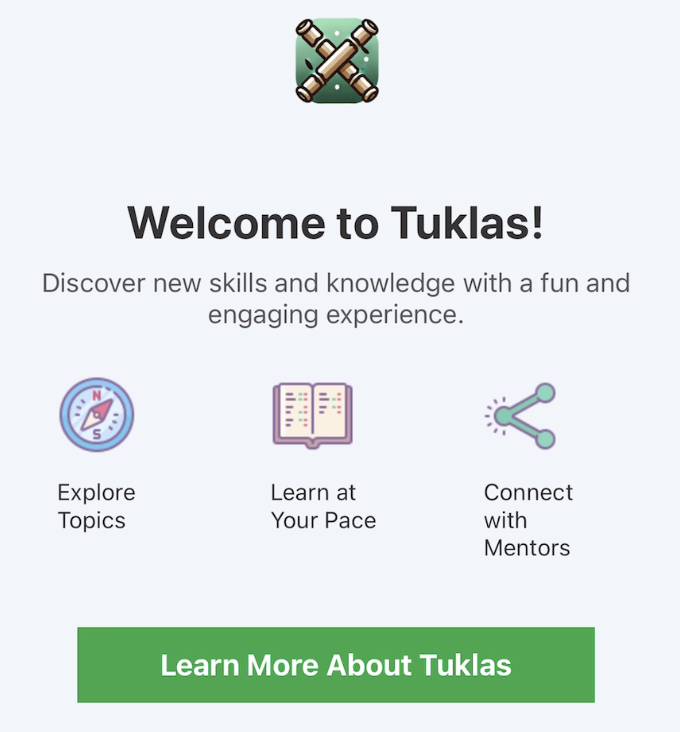 Welcome to Tuklas!
Discover new skills and knowledge with a fun and
engaging experience.
N
S
Explore
Topics
Learn at
Your Pace
Connect
with
Mentors
Learn More About Tuklas